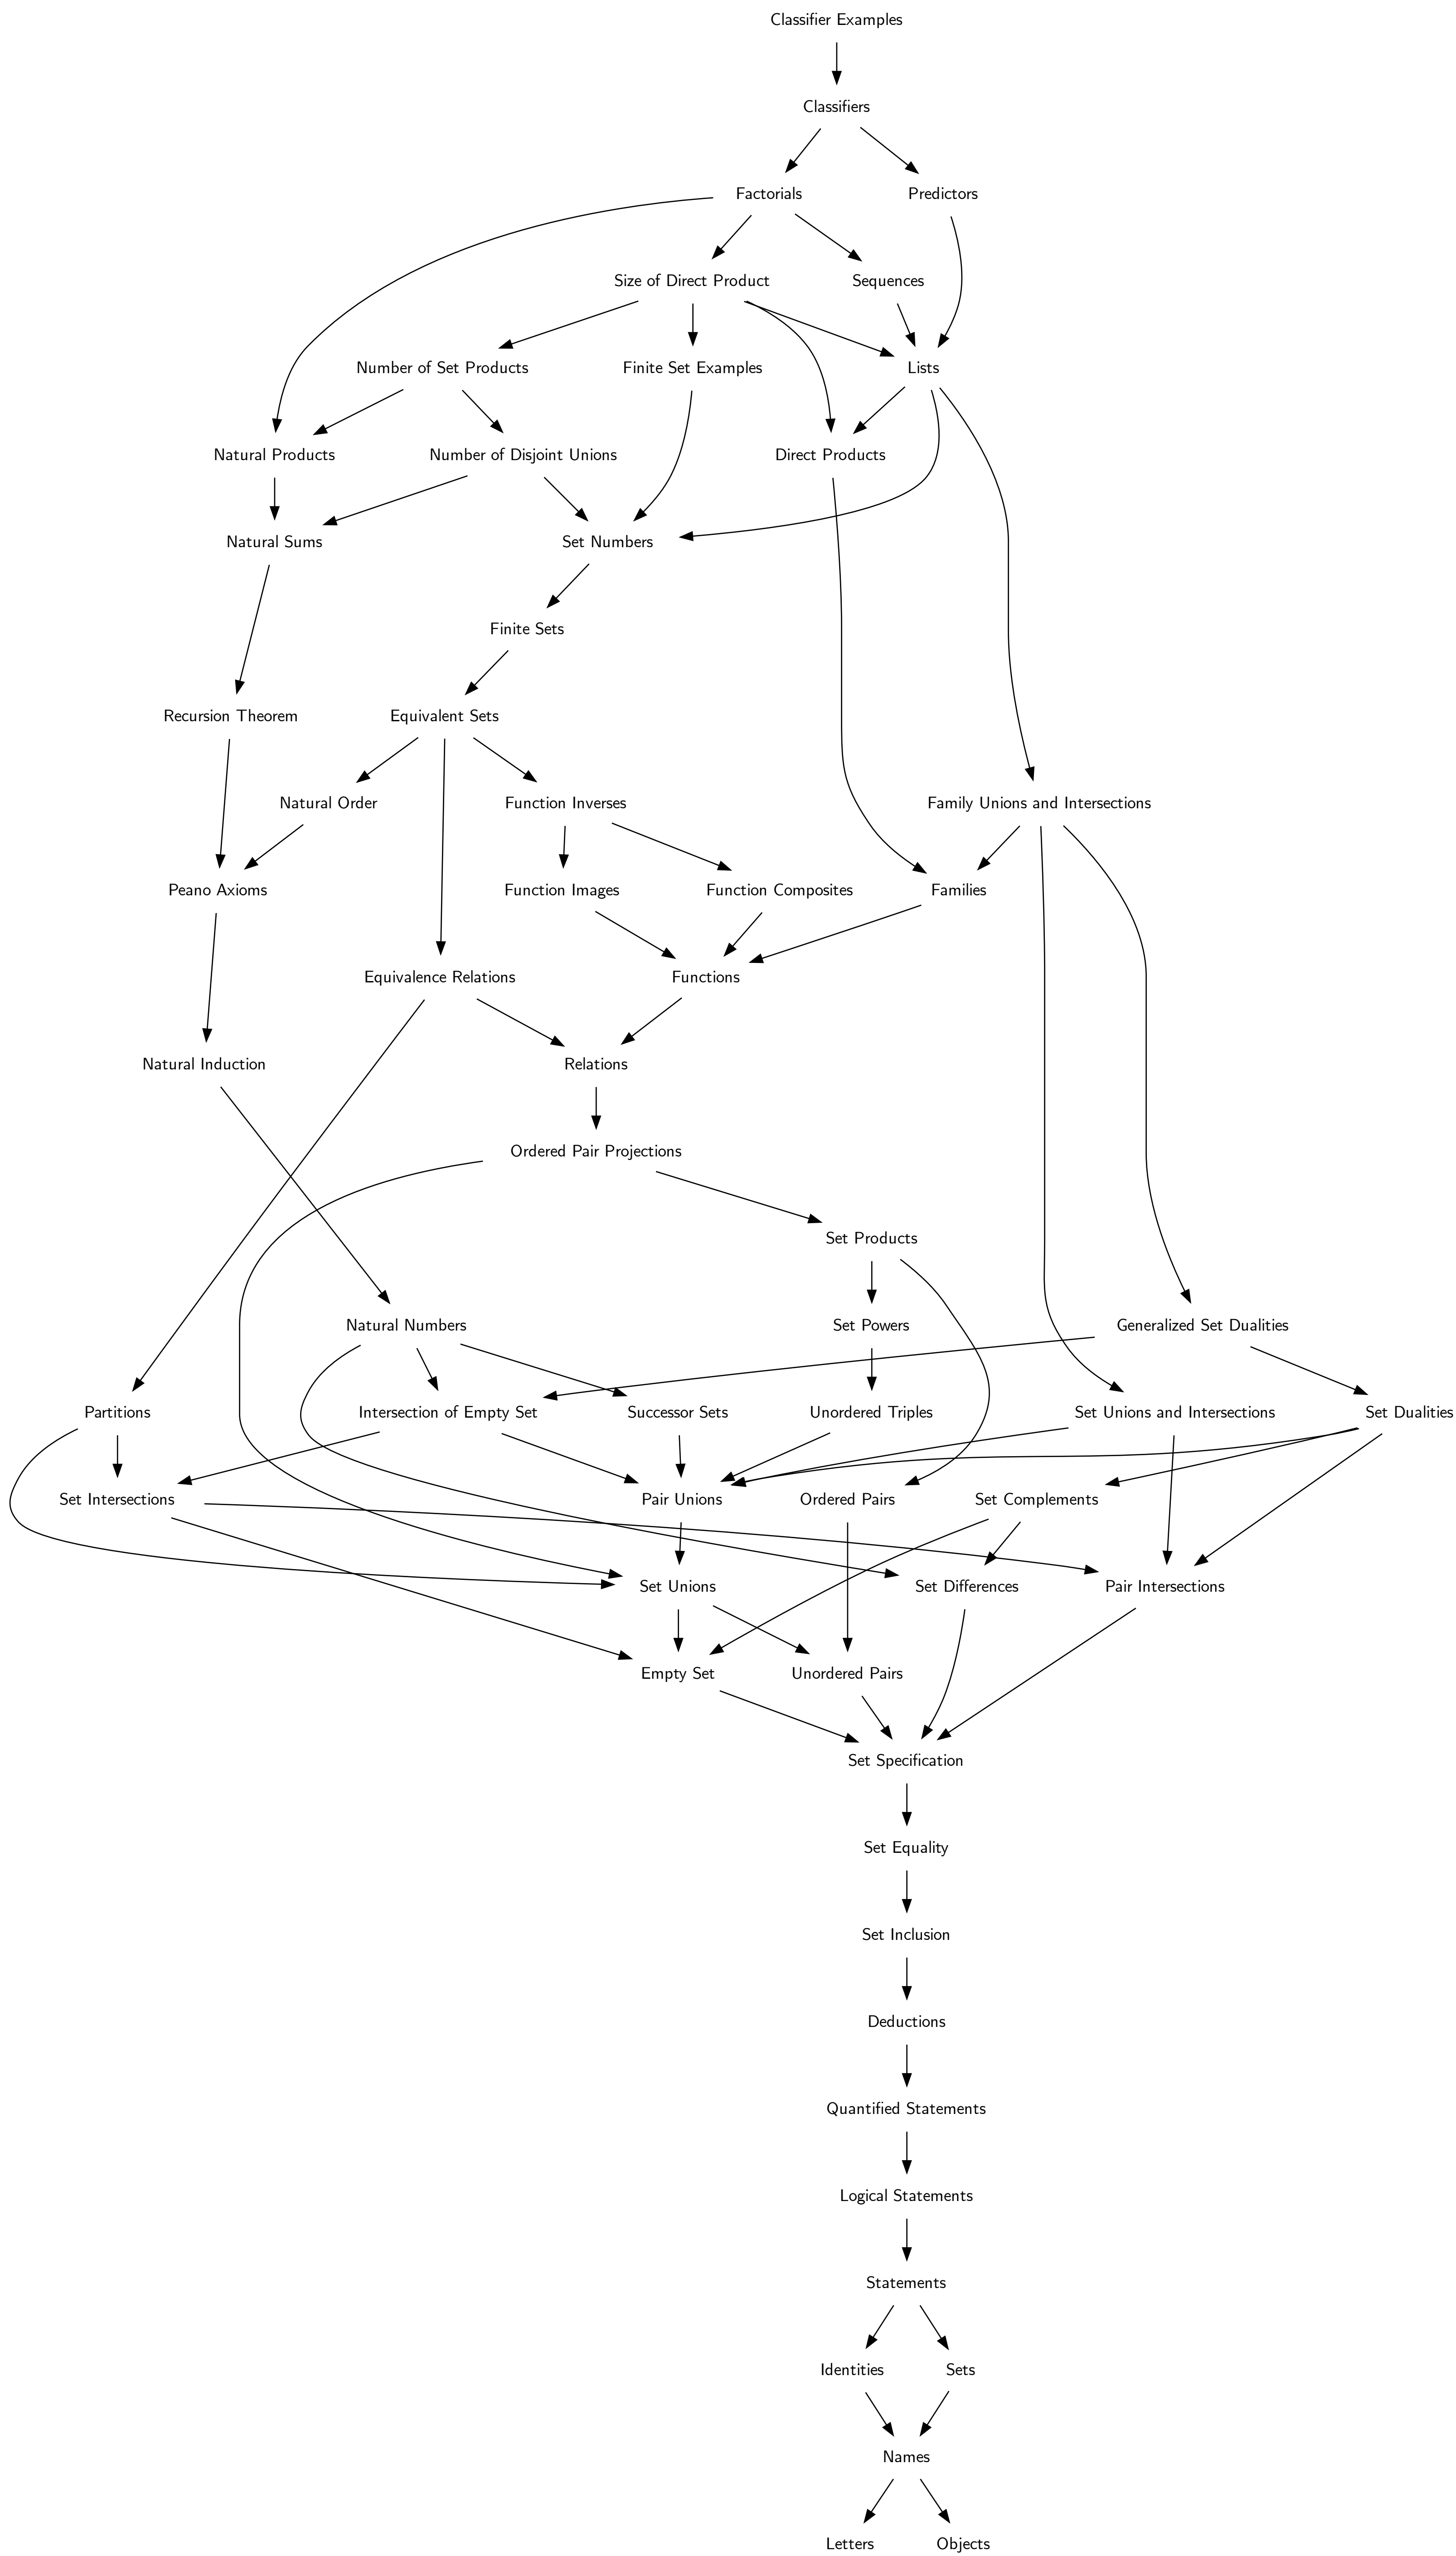 Classifier Examples
Classifiers
Factorials
Predictors
Size of Direct Product
Sequences
Number of Set Products
Finite Set Examples
Lists
Natural Products
Number of Disjoint Unions
Direct Products
Natural Sums
Set Numbers
Finite Sets
Recursion Theorem
Equivalent Sets
Natural Order
Function Inverses
Family Unions and Intersections
Peano Axioms
Function Images
Function Composites
Families
Equivalence Relations
Functions
Natural Induction
Relations
Ordered Pair Projections
Set Products
Natural Numbers
Set Powers
Generalized Set Dualities
Partitions
Intersection of Empty Set
Successor Sets
Unordered Triples
Set Unions and Intersections
Set Dualities
Set Intersections
Pair Unions
Ordered Pairs
Set Complements
Set Unions
Set Differences
Pair Intersections
Empty Set
Unordered Pairs
Set Specification
Set Equality
Set Inclusion
Deductions
Quantified Statements
Logical Statements
Statements
Identities
Sets
Names
Letters
Objects